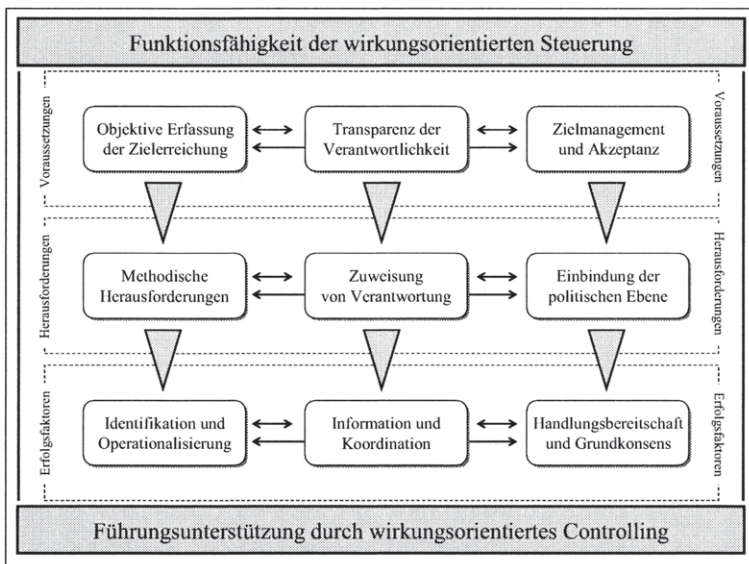 Funktionsfähigkeit der wirkungsorientierten Steuerung
Voraussetzungen
Objektive Erfassung
der Zielerreichung
Transparenz der
Verantwortlichkeit
Zielmanagement
und Akzeptanz
Voraussetzungen
Herausforderungen
Methodische
Herausforderungen
Zuweisung
von Verantwortung
Einbindung der
politischen Ebene
Herausforderungen
Erfolgsfaktoren
Identifikation und
Operationalisierung
Information und
Koordination
Handlungsbereitschaft
und Grundkonsens
Erfolgsfaktoren
Führungsunterstützung durch wirkungsorientiertes Controlling